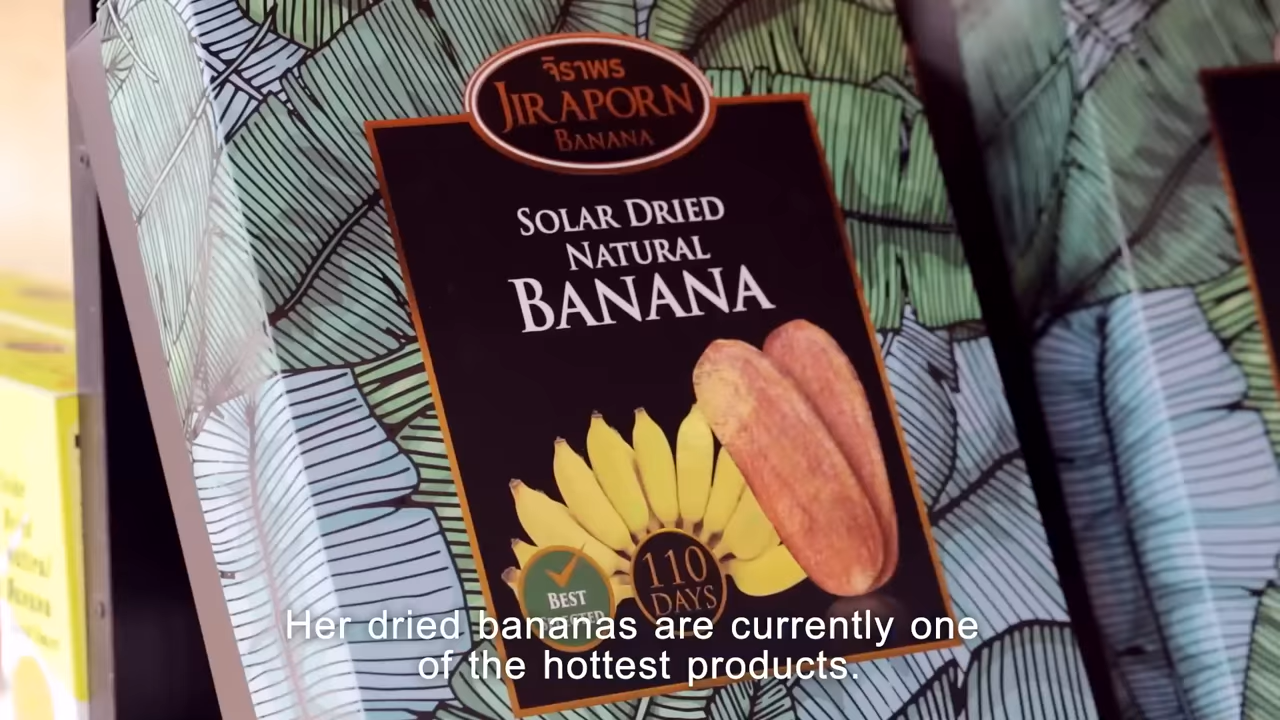 จิราพร
JIRAPORN
BANANA
SOLAR DRIED
NATURAL
BANANA
110
DAYS
BEST
Her dried bananas are currently one
of the hottest products.